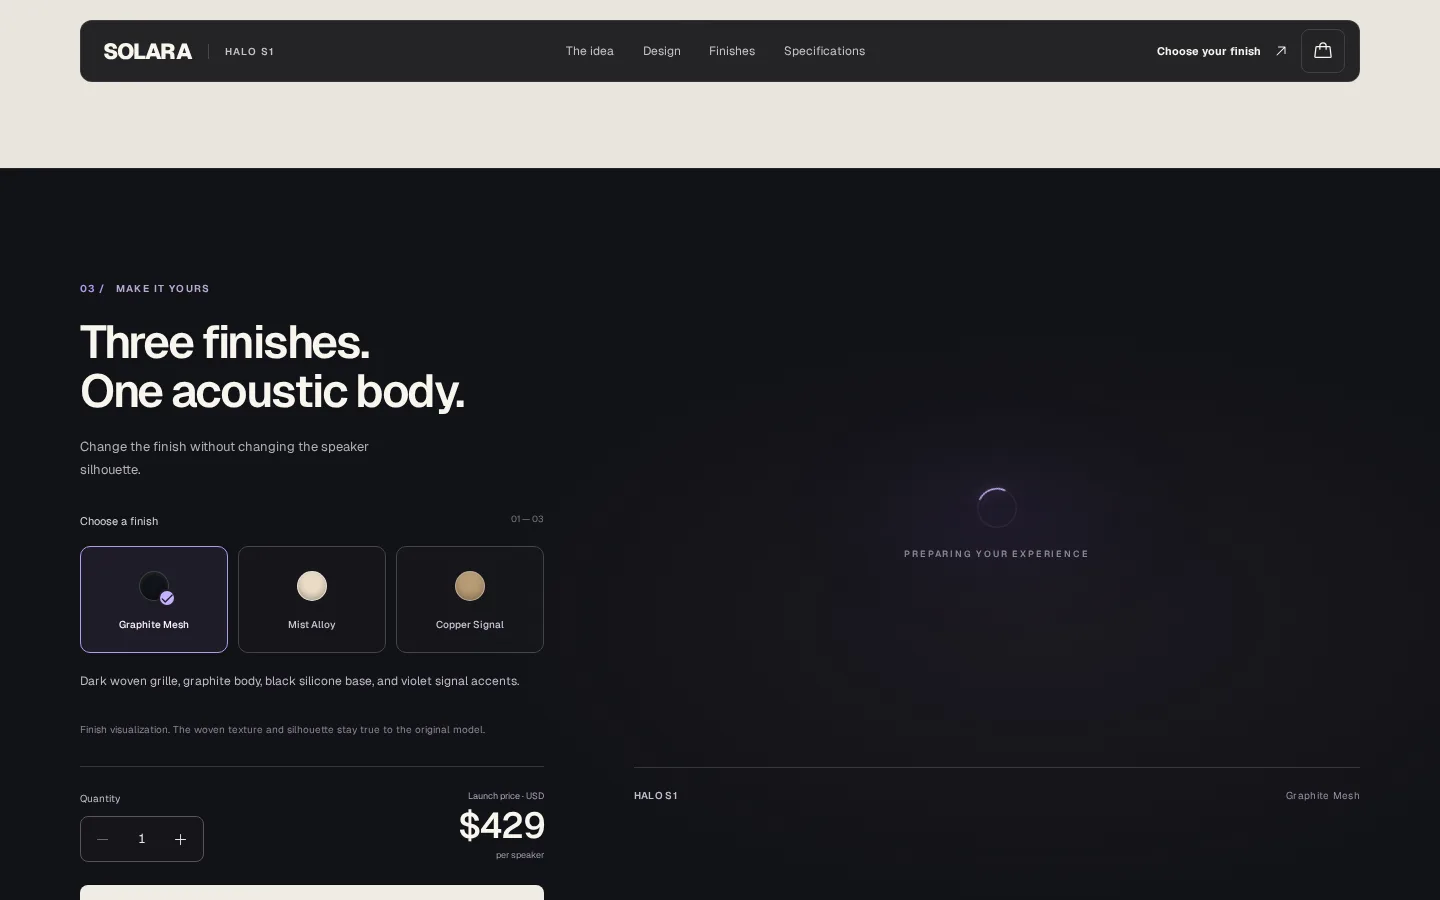 SOLARA
HALO S1
The idea
Design
Finishes
Specifications
Choose your finish
03 / MAKE IT YOURS
Three finishes.
One acoustic body.
Change the finish without changing the speaker
silhouette.
Choose a finish
01 — 03
Graphite Mesh
Mist Alloy
Copper Signal
Dark woven grille, graphite body, black silicone base, and violet signal accents.
Finish visualization. The woven texture and silhouette stay true to the original model.
Quantity
1
Launch price · USD
$429
per speaker
PREPARING YOUR EXPERIENCE
HALO S1
Graphite Mesh